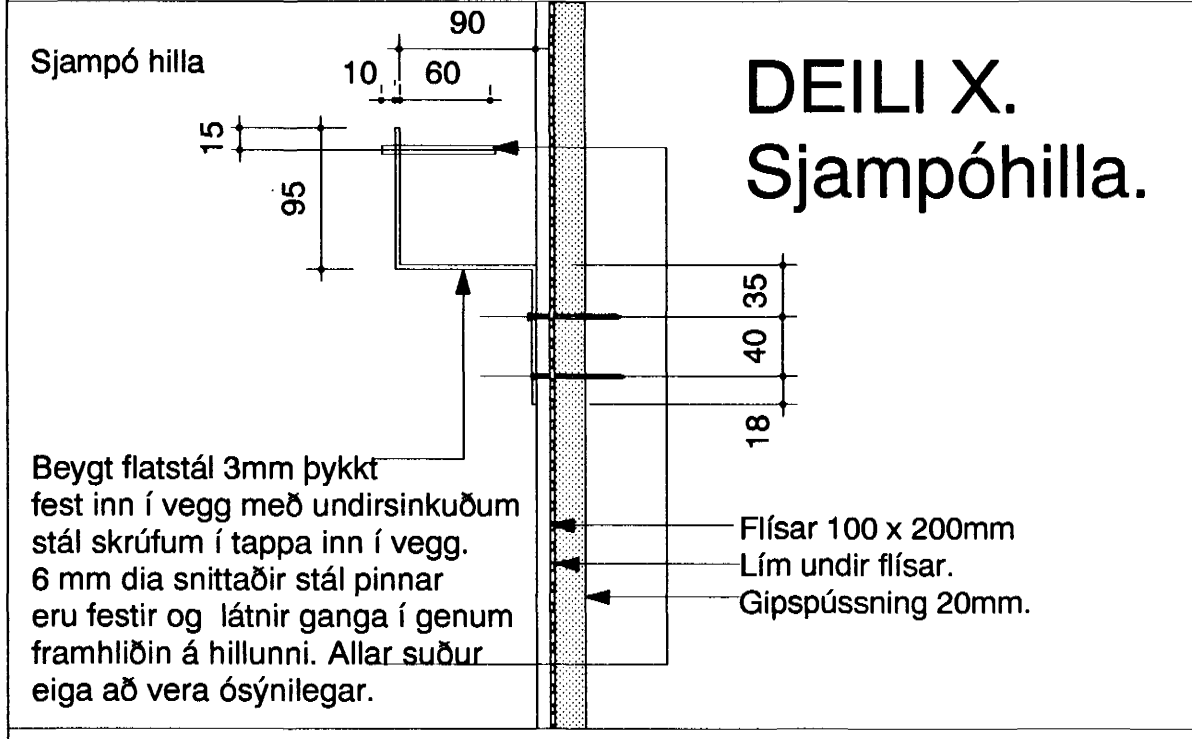 Sjampó hilla
90
10
60
15
95
DEILI X.
Sjampóhilla.
35
40
18
Beygt flatstál 3mm þykkt
fest inn í vegg með undirsinkuðum
stál skrúfum í tappa inn í vegg.
6 mm dia snittaðir stál pinnar
eru festir og látnir ganga í genum
framhliðin á hillunni. Allar suður
eiga að vera ósýnilegar.
Flísar 100 x 200mm
Lím undir flísar.
Gipspússning 20mm.